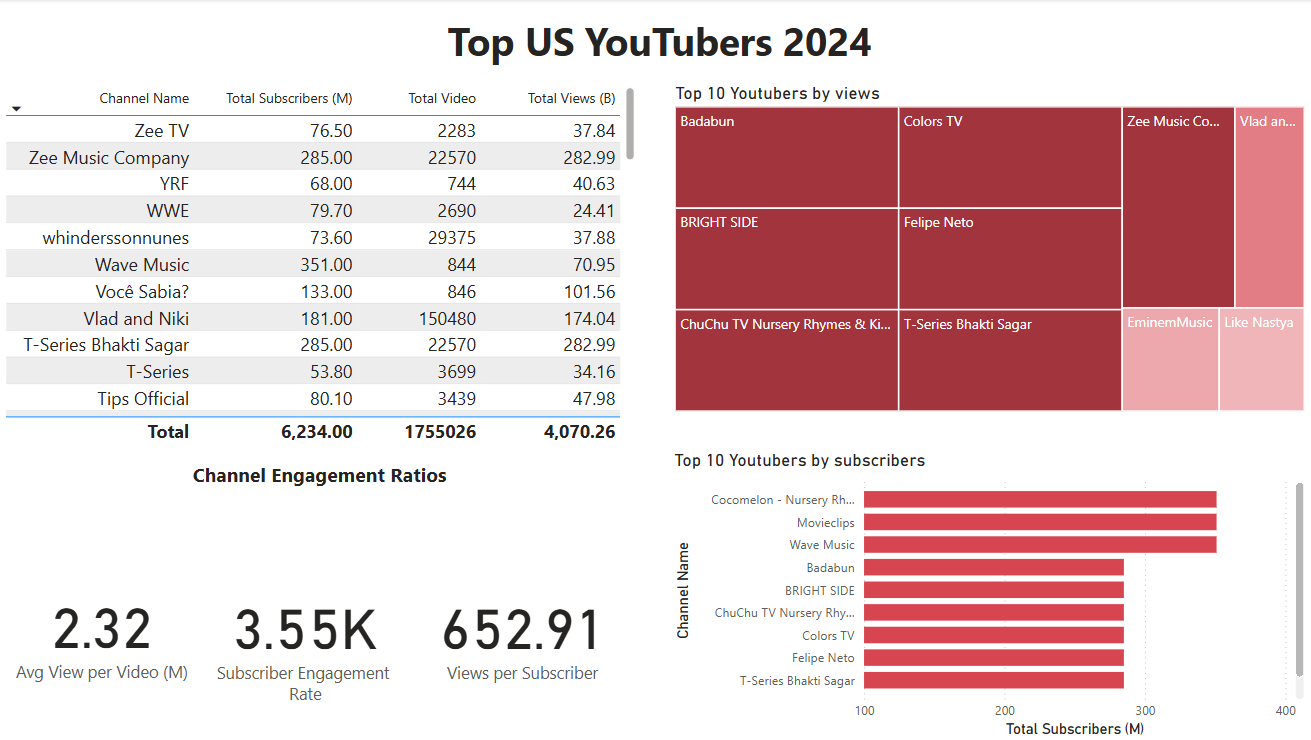 Top US YouTubers 2024
Channel Name Total Subscribers (M) Total Video Total Views (B)
Zee TV 76.50 2283 37.84
Zee Music Company 285.00 22570 282.99
YRF 68.00 744 40.63
WWE 79.70 2690 24.41
whinderssonnunes 73.60 29375 37.88
Wave Music 351.00 844 70.95
Você Sabia? 133.00 846 101.56
Vlad and Niki 181.00 150480 174.04
T-Series Bhakti Sagar 285.00 22570 282.99
T-Series 53.80 3699 34.16
Tips Official 80.10 3439 47.98
Total 6,234.00 1755026 4,070.26
Channel Engagement Ratios
2.32 3.55K 652.91
Avg View per Video (M) Subscriber Engagement Views per Subscriber
Rate
Top 10 Youtubers by views
Badabun Colors TV Zee Music Co... Vlad an...
BRIGHT SIDE Felipe Neto
ChuChu TV Nursery Rhymes & Ki... T-Series Bhakti Sagar EminemMusic Like Nastya
Top 10 Youtubers by subscribers
Channel Name
Cocomelon - Nursery Rh...
Movieclips
Wave Music
Badabun
BRIGHT SIDE
ChuChu TV Nursery Rhy...
Colors TV
Felipe Neto
T-Series Bhakti Sagar
100 200 300 400
Total Subscribers (M)